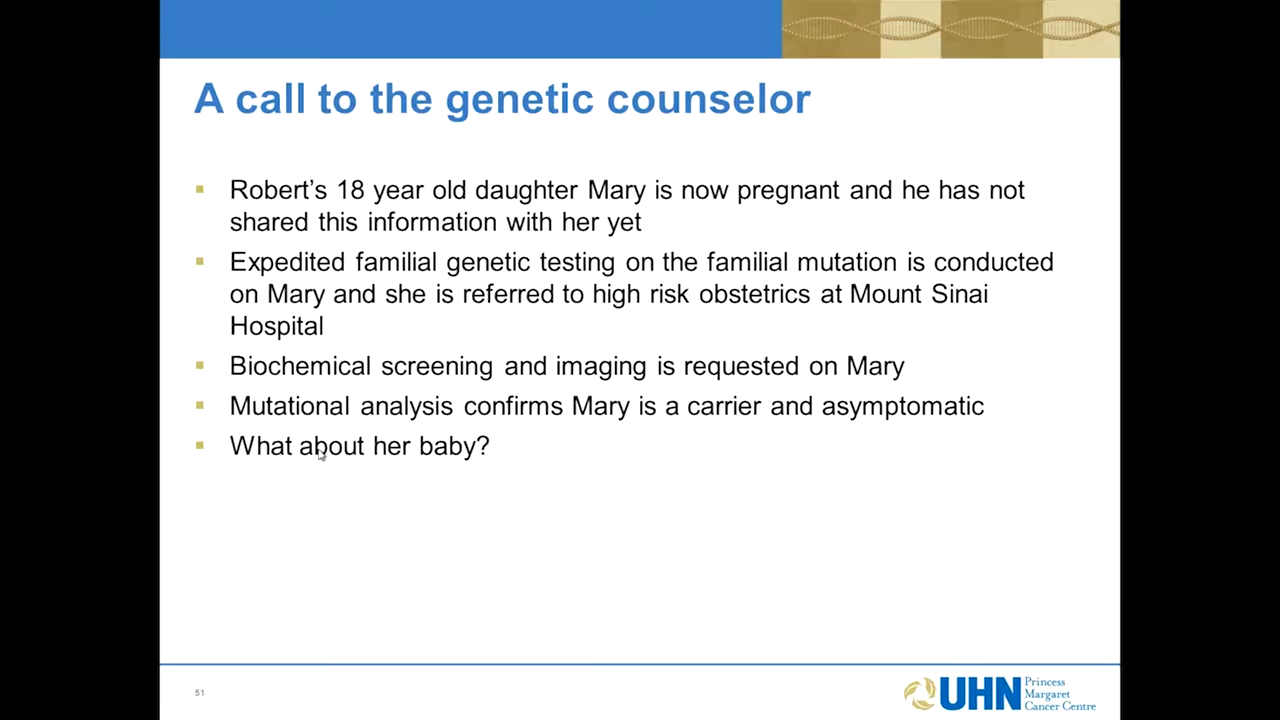 A call to the genetic counselor
▪ Robert’s 18 year old daughter Mary is now pregnant and he has not
shared this information with her yet
▪ Expedited familial genetic testing on the familial mutation is conducted
on Mary and she is referred to high risk obstetrics at Mount Sinai
Hospital
▪ Biochemical screening and imaging is requested on Mary
▪ Mutational analysis confirms Mary is a carrier and asymptomatic
▪ What about her baby?
51
UHN
Princess
Margaret
Cancer Centre